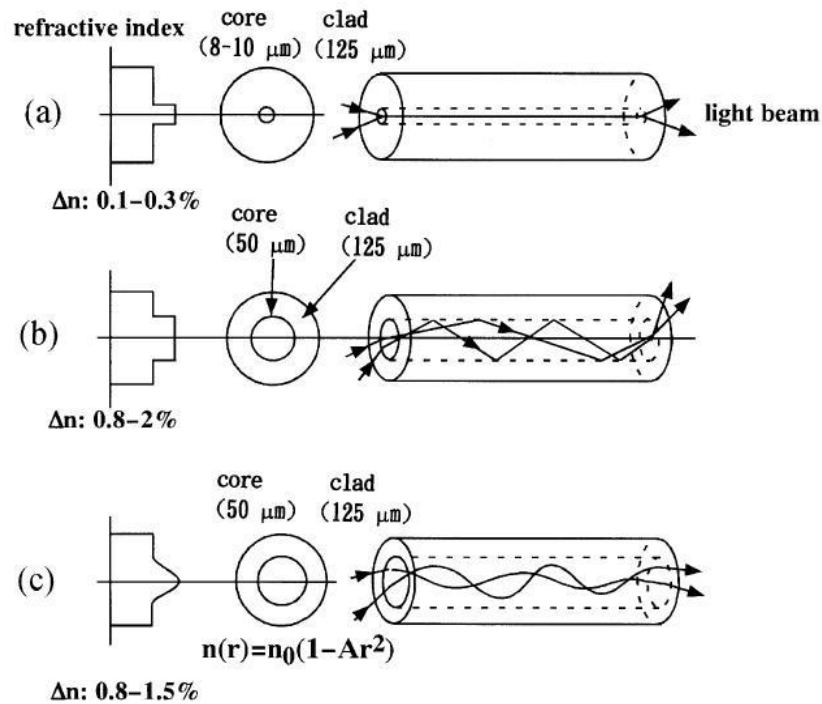 refractive index
core
(8-10 μm)
clad
(125 μm)
(a)
light beam
Δn: 0.1-0.3%
core
(50 μm)
clad
(125 μm)
(b)
Δn: 0.8-2%
core
(50 μm)
clad
(125 μm)
(c)
n(r)=n₀(1-Ar²)
Δn: 0.8-1.5%